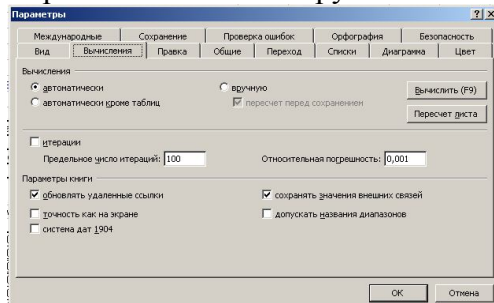 Параметры
Международные Сохранение Проверка ошибок Орфография Безопасность
Вид Вычисления Правка Общие Переход Списки Диаграмма Цвет
Вычисления
автоматически вручную Вычислить (F9)
автоматически кроме таблиц пересчет перед сохранением
Пересчет листа
итерации
Предельное число итераций: 100 Относительная погрешность: 0,001
Параметры книги
обновлять удаленные ссылки сохранять значения внешних связей
точность как на экране допускать названия диапазонов
система дат 1904
OK Отмена